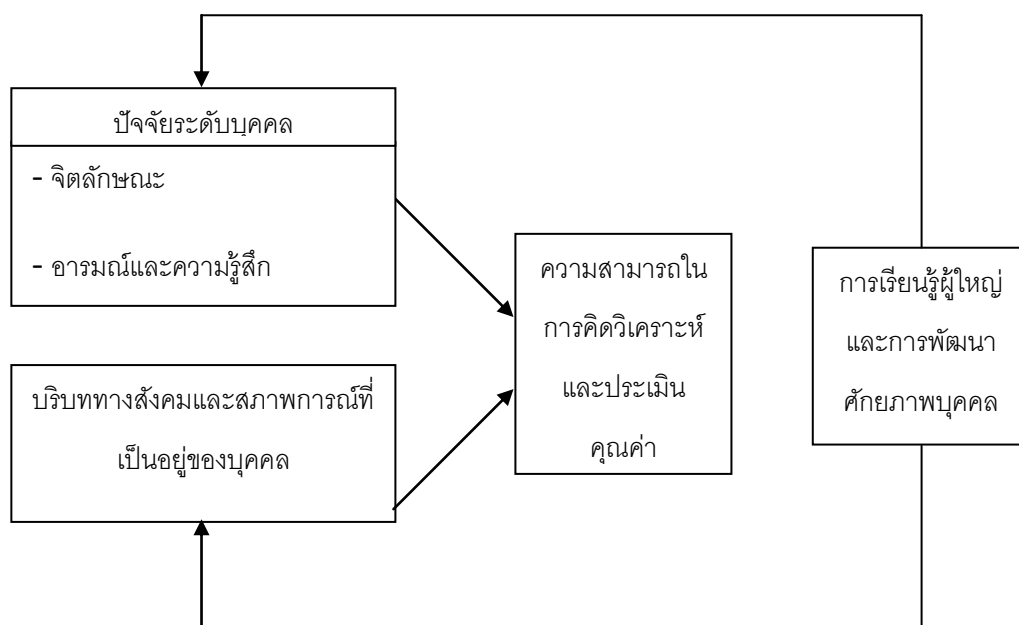 ปัจจัยระดับบุคคล
- จิตลักษณะ
- อารมณ์และความรู้สึก
บริบททางสังคมและสภาพการณ์ที่
เป็นอยู่ของบุคคล
ความสามารถใน
การคิดวิเคราะห์
และประเมิน
คุณค่า
การเรียนรู้ผู้ใหญ่
และการพัฒนา
ศักยภาพบุคคล